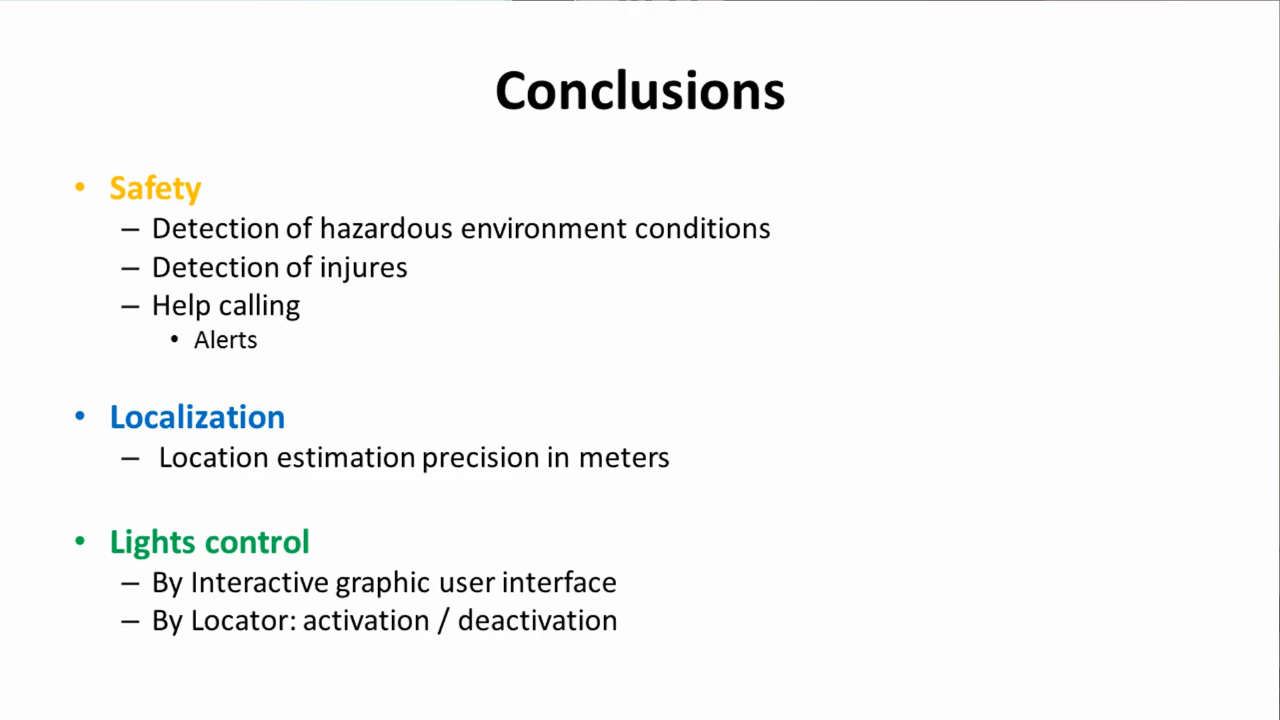 Conclusions
• Safety
– Detection of hazardous environment conditions
– Detection of injures
– Help calling
• Alerts
• Localization
– Location estimation precision in meters
• Lights control
– By Interactive graphic user interface
– By Locator: activation / deactivation